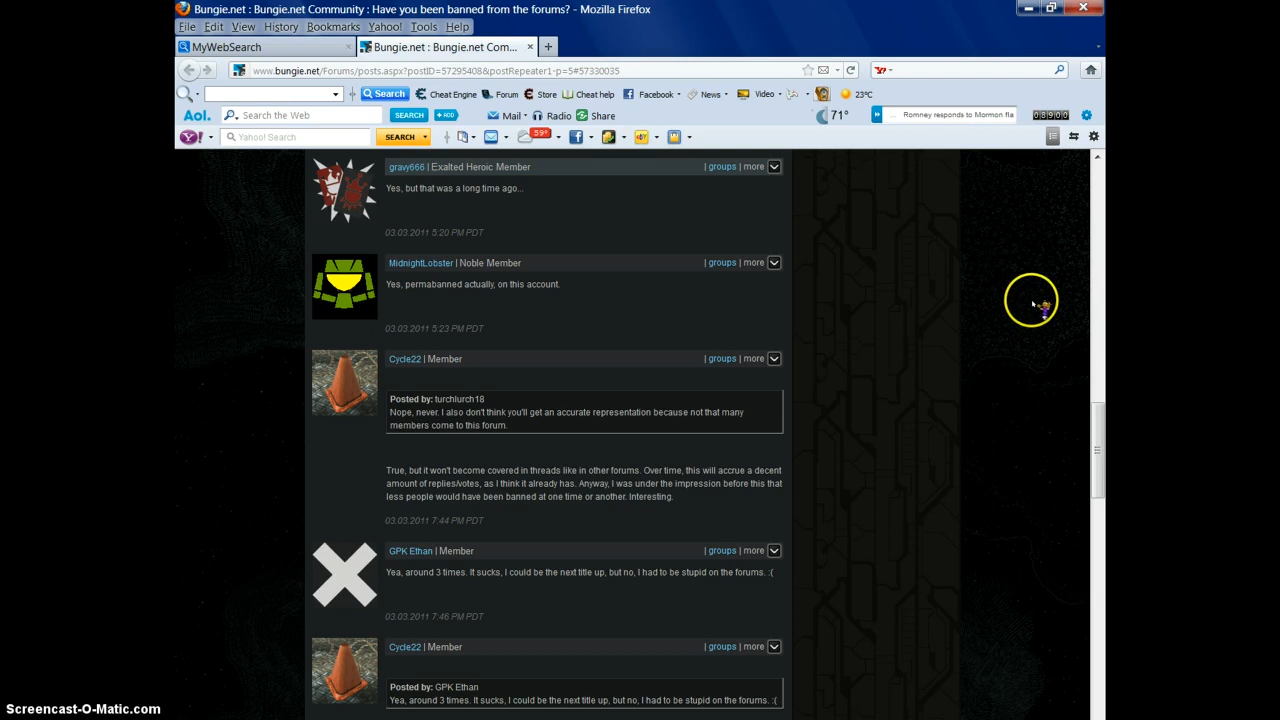 Bungie.net : Bungie.net Community : Have you been banned from the forums? - Mozilla Firefox
File Edit View History Bookmarks Yahoo! Tools Help
MyWebSearch × Bungie.net : Bungie.net Com... × +
www.bungie.net/Forums/posts.aspx?postID=57295408&postRepeater1-p=5#57330035
Search Cheat Engine Forum Store Cheat help Facebook News Video 23°C
Aol. Search the Web SEARCH + ADD Mail Radio Share 71° ... Romney responds to Mormon fla 08900
Y! Yahoo! Search SEARCH 59°
gravy666 | Exalted Heroic Member | groups | more
Yes, but that was a long time ago...
03.03.2011 5:20 PM PDT
MidnightLobster | Noble Member | groups | more
Yes, permabanned actually, on this account.
03.03.2011 5:23 PM PDT
Cycle22 | Member | groups | more
Posted by: turchlurch18
Nope, never. I also don't think you'll get an accurate representation because not that many
members come to this forum.
True, but it won't become covered in threads like in other forums. Over time, this will accrue a decent
amount of replies/votes, as I think it already has. Anyway, I was under the impression before this that
less people would have been banned at one time or another. Interesting.
03.03.2011 7:44 PM PDT
GPK Ethan | Member | groups | more
Yea, around 3 times. It sucks, I could be the next title up, but no, I had to be stupid on the forums. :(
03.03.2011 7:46 PM PDT
Cycle22 | Member | groups | more
Posted by: GPK Ethan
Yea, around 3 times. It sucks, I could be the next title up, but no, I had to be stupid on the forums. :(
Screencast-O-Matic.com